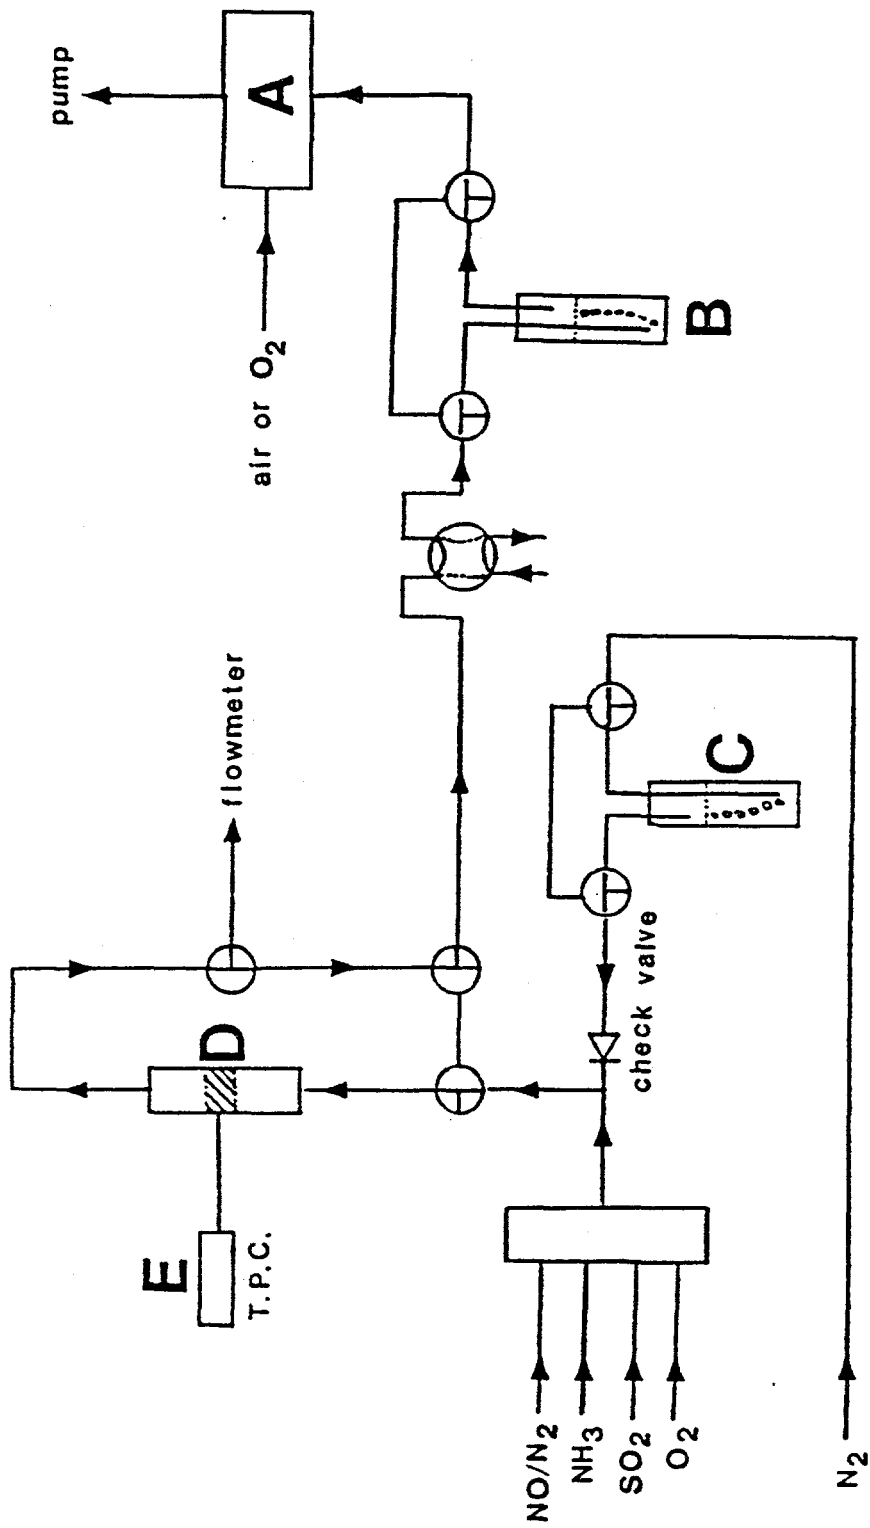 pump
A
air or O₂
B
flowmeter
C
D
check valve
E
T.P.C.
NO/N₂
NH₃
SO₂
O₂
N₂